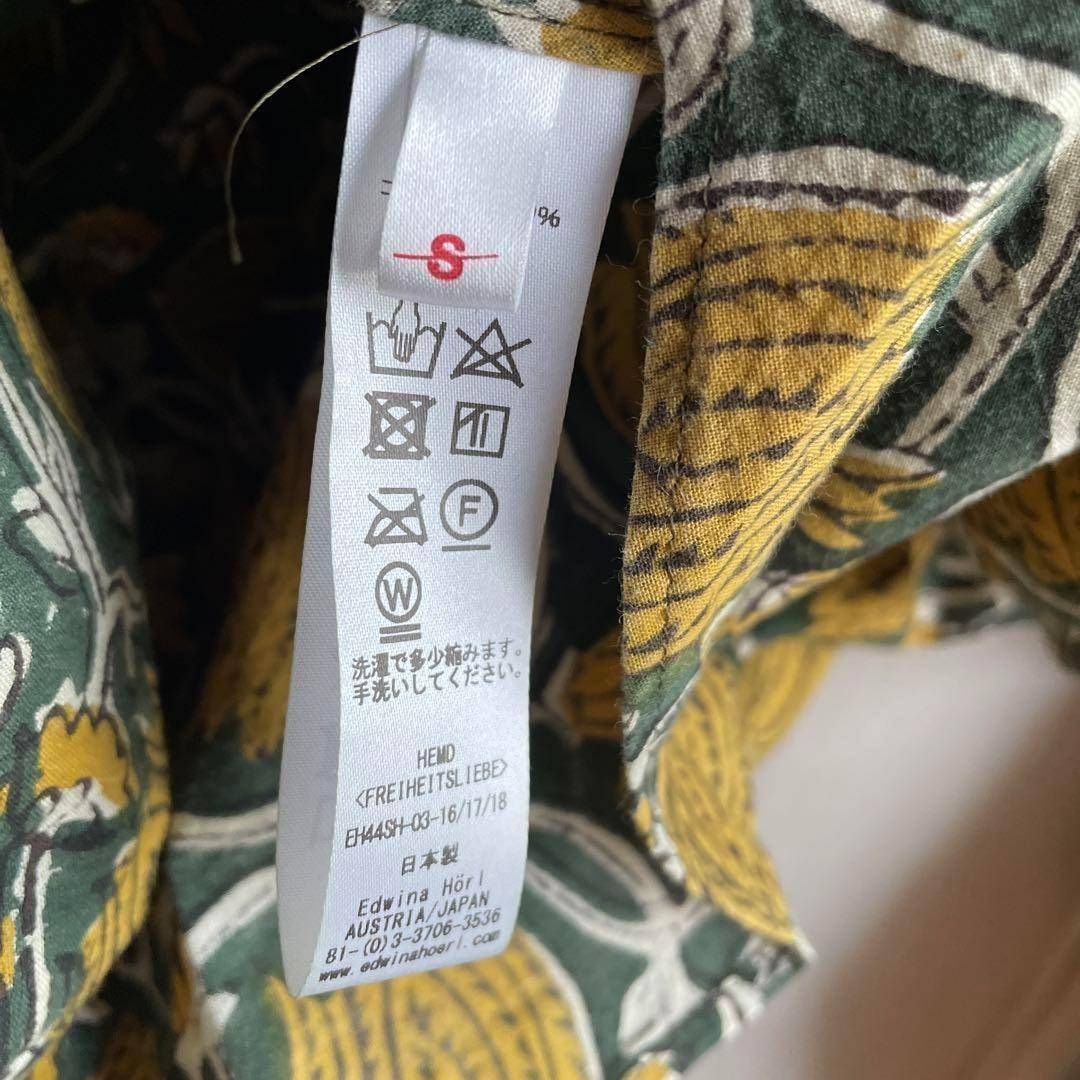 %
S
F
W
洗濯で多少縮みます。
手洗いしてください。
HEMD
<FREIHEITSLIEBE>
EH44SH-03-16/17/18
日本製
Edwina Hörl
AUSTRIA/JAPAN
81-(0)3-3706-3536
www.edwinahoerl.com